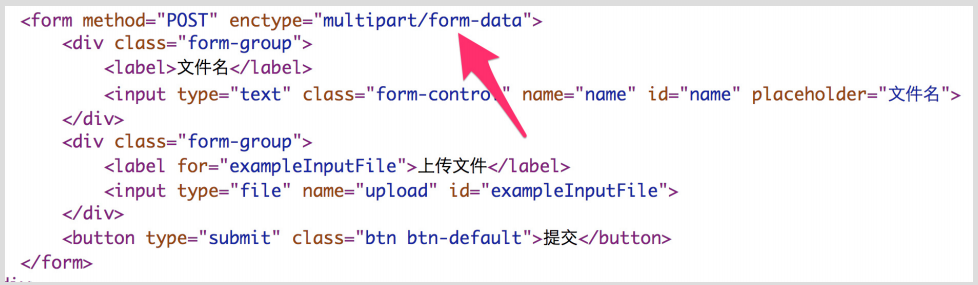 <form method="POST" enctype="multipart/form-data">
<div class="form-group">
<label>文件名</label>
<input type="text" class="form-control" name="name" id="name" placeholder="文件名">
</div>
<div class="form-group">
<label for="exampleInputFile">上传文件</label>
<input type="file" name="upload" id="exampleInputFile">
</div>
<button type="submit" class="btn btn-default">提交</button>
</form>